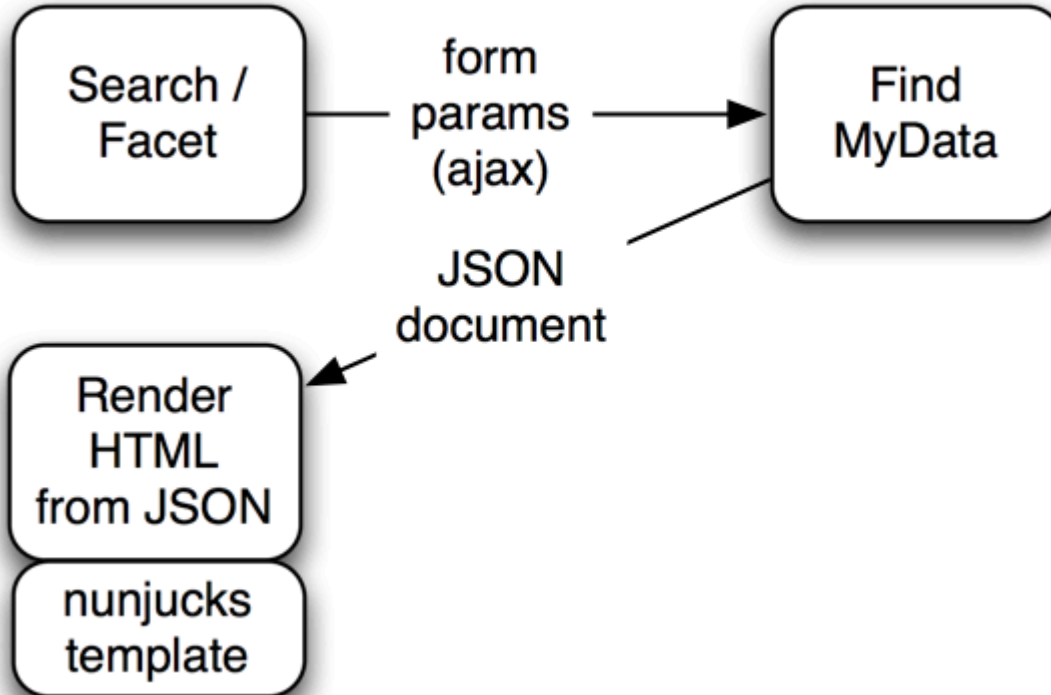 Search /
Facet
form
params
(ajax)
Find
MyData
JSON
document
Render
HTML
from JSON
nunjucks
template